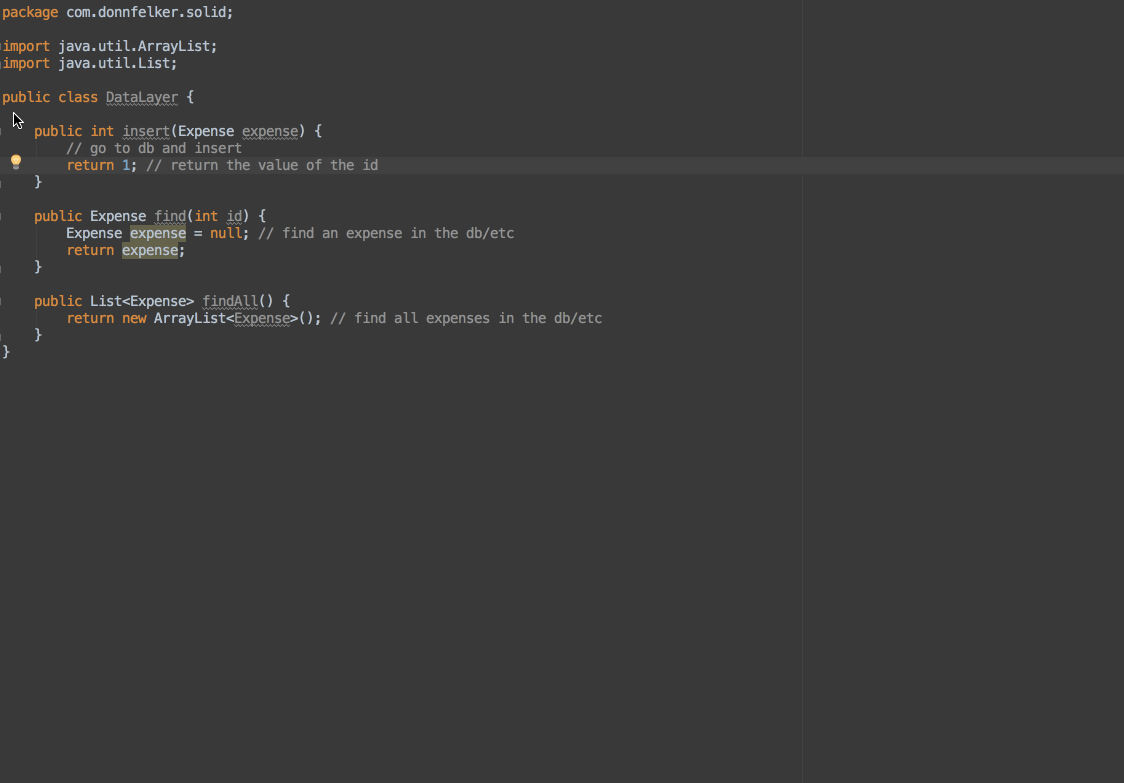 package com.donnfelker.solid;
import java.util.ArrayList;
import java.util.List;
public class DataLayer {
public int insert(Expense expense) {
// go to db and insert
return 1; // return the value of the id
}
public Expense find(int id) {
Expense expense = null; // find an expense in the db/etc
return expense;
}
public List<Expense> findAll() {
return new ArrayList<Expense>(); // find all expenses in the db/etc
}
}